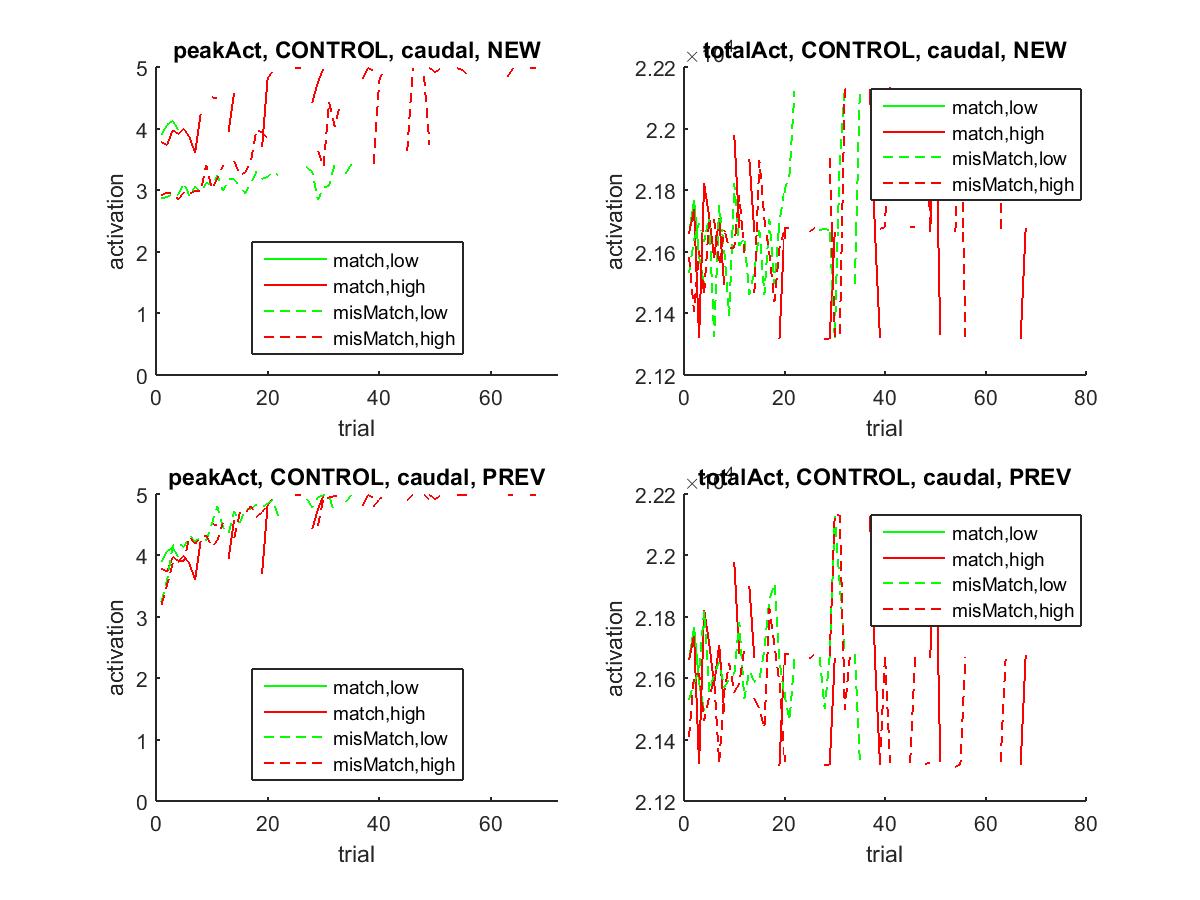 peakAct, CONTROL, caudal, NEW
5
4
3
2
1
0
activation
0 20 40 60
trial
match,low
match,high
misMatch,low
misMatch,high
totalAct, CONTROL, caudal, NEW
2.22
2.2
2.18
2.16
2.14
2.12
activation
0 20 40 60 80
trial
match,low
match,high
misMatch,low
misMatch,high
peakAct, CONTROL, caudal, PREV
5
4
3
2
1
0
activation
0 20 40 60
trial
match,low
match,high
misMatch,low
misMatch,high
totalAct, CONTROL, caudal, PREV
2.22
2.2
2.18
2.16
2.14
2.12
activation
0 20 40 60 80
trial
match,low
match,high
misMatch,low
misMatch,high